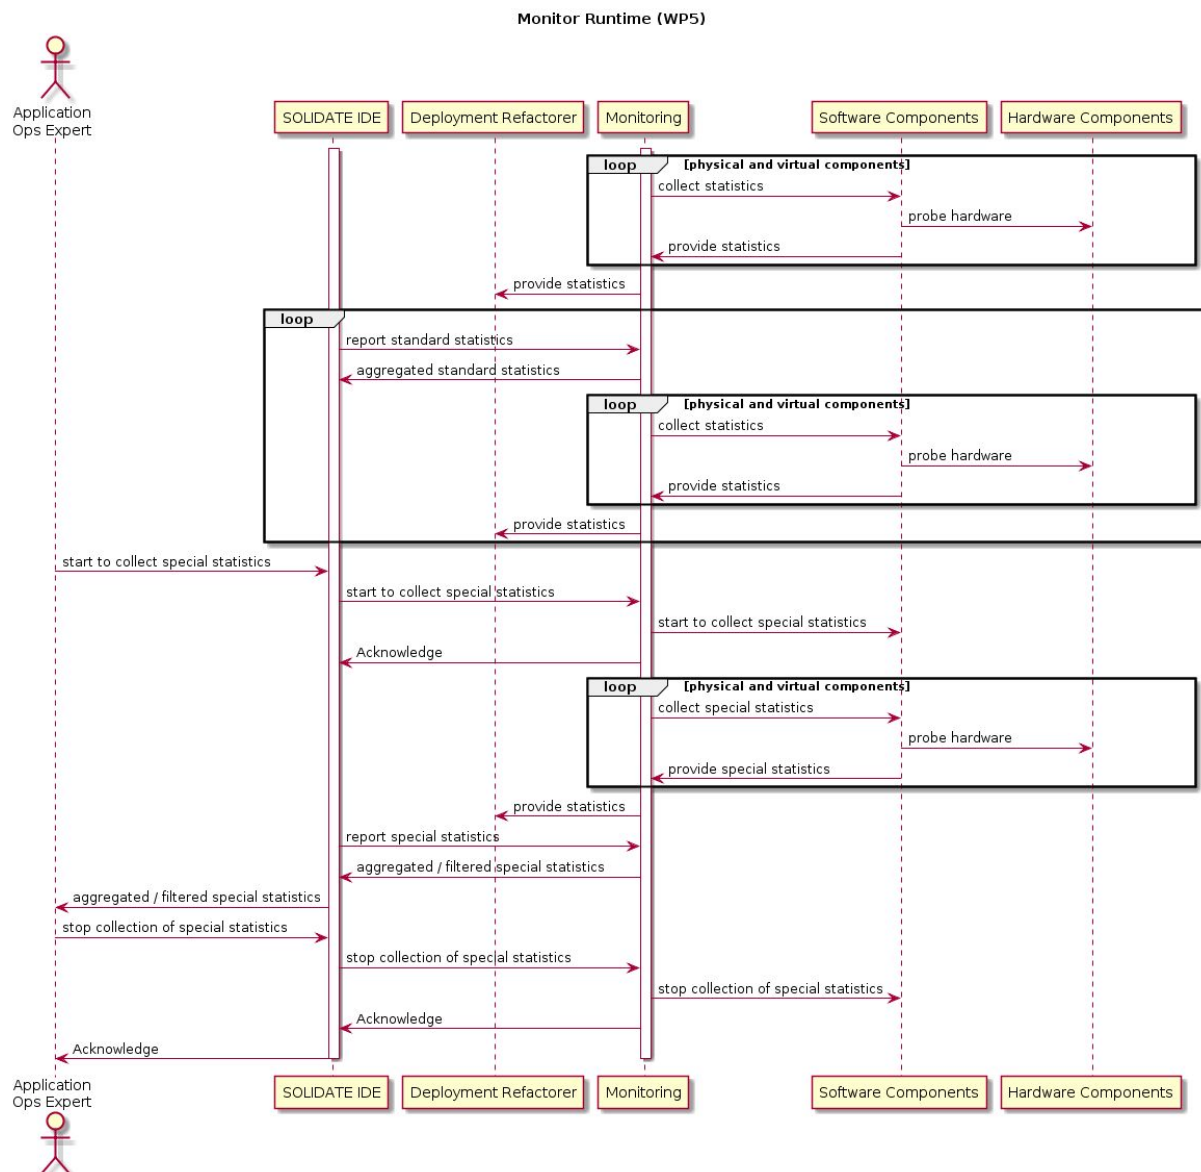 Monitor Runtime (WP5)
Application
Ops Expert
SOLIDATE IDE
Deployment Refactorer
Monitoring
Software Components
Hardware Components
loop
[physical and virtual components]
collect statistics
probe hardware
provide statistics
provide statistics
loop
report standard statistics
aggregated standard statistics
loop
[physical and virtual components]
collect statistics
probe hardware
provide statistics
provide statistics
start to collect special statistics
start to collect special statistics
start to collect special statistics
Acknowledge
loop
[physical and virtual components]
collect special statistics
probe hardware
provide special statistics
provide statistics
report special statistics
aggregated / filtered special statistics
aggregated / filtered special statistics
stop collection of special statistics
stop collection of special statistics
stop collection of special statistics
Acknowledge
Acknowledge
Application
Ops Expert
SOLIDATE IDE
Deployment Refactorer
Monitoring
Software Components
Hardware Components